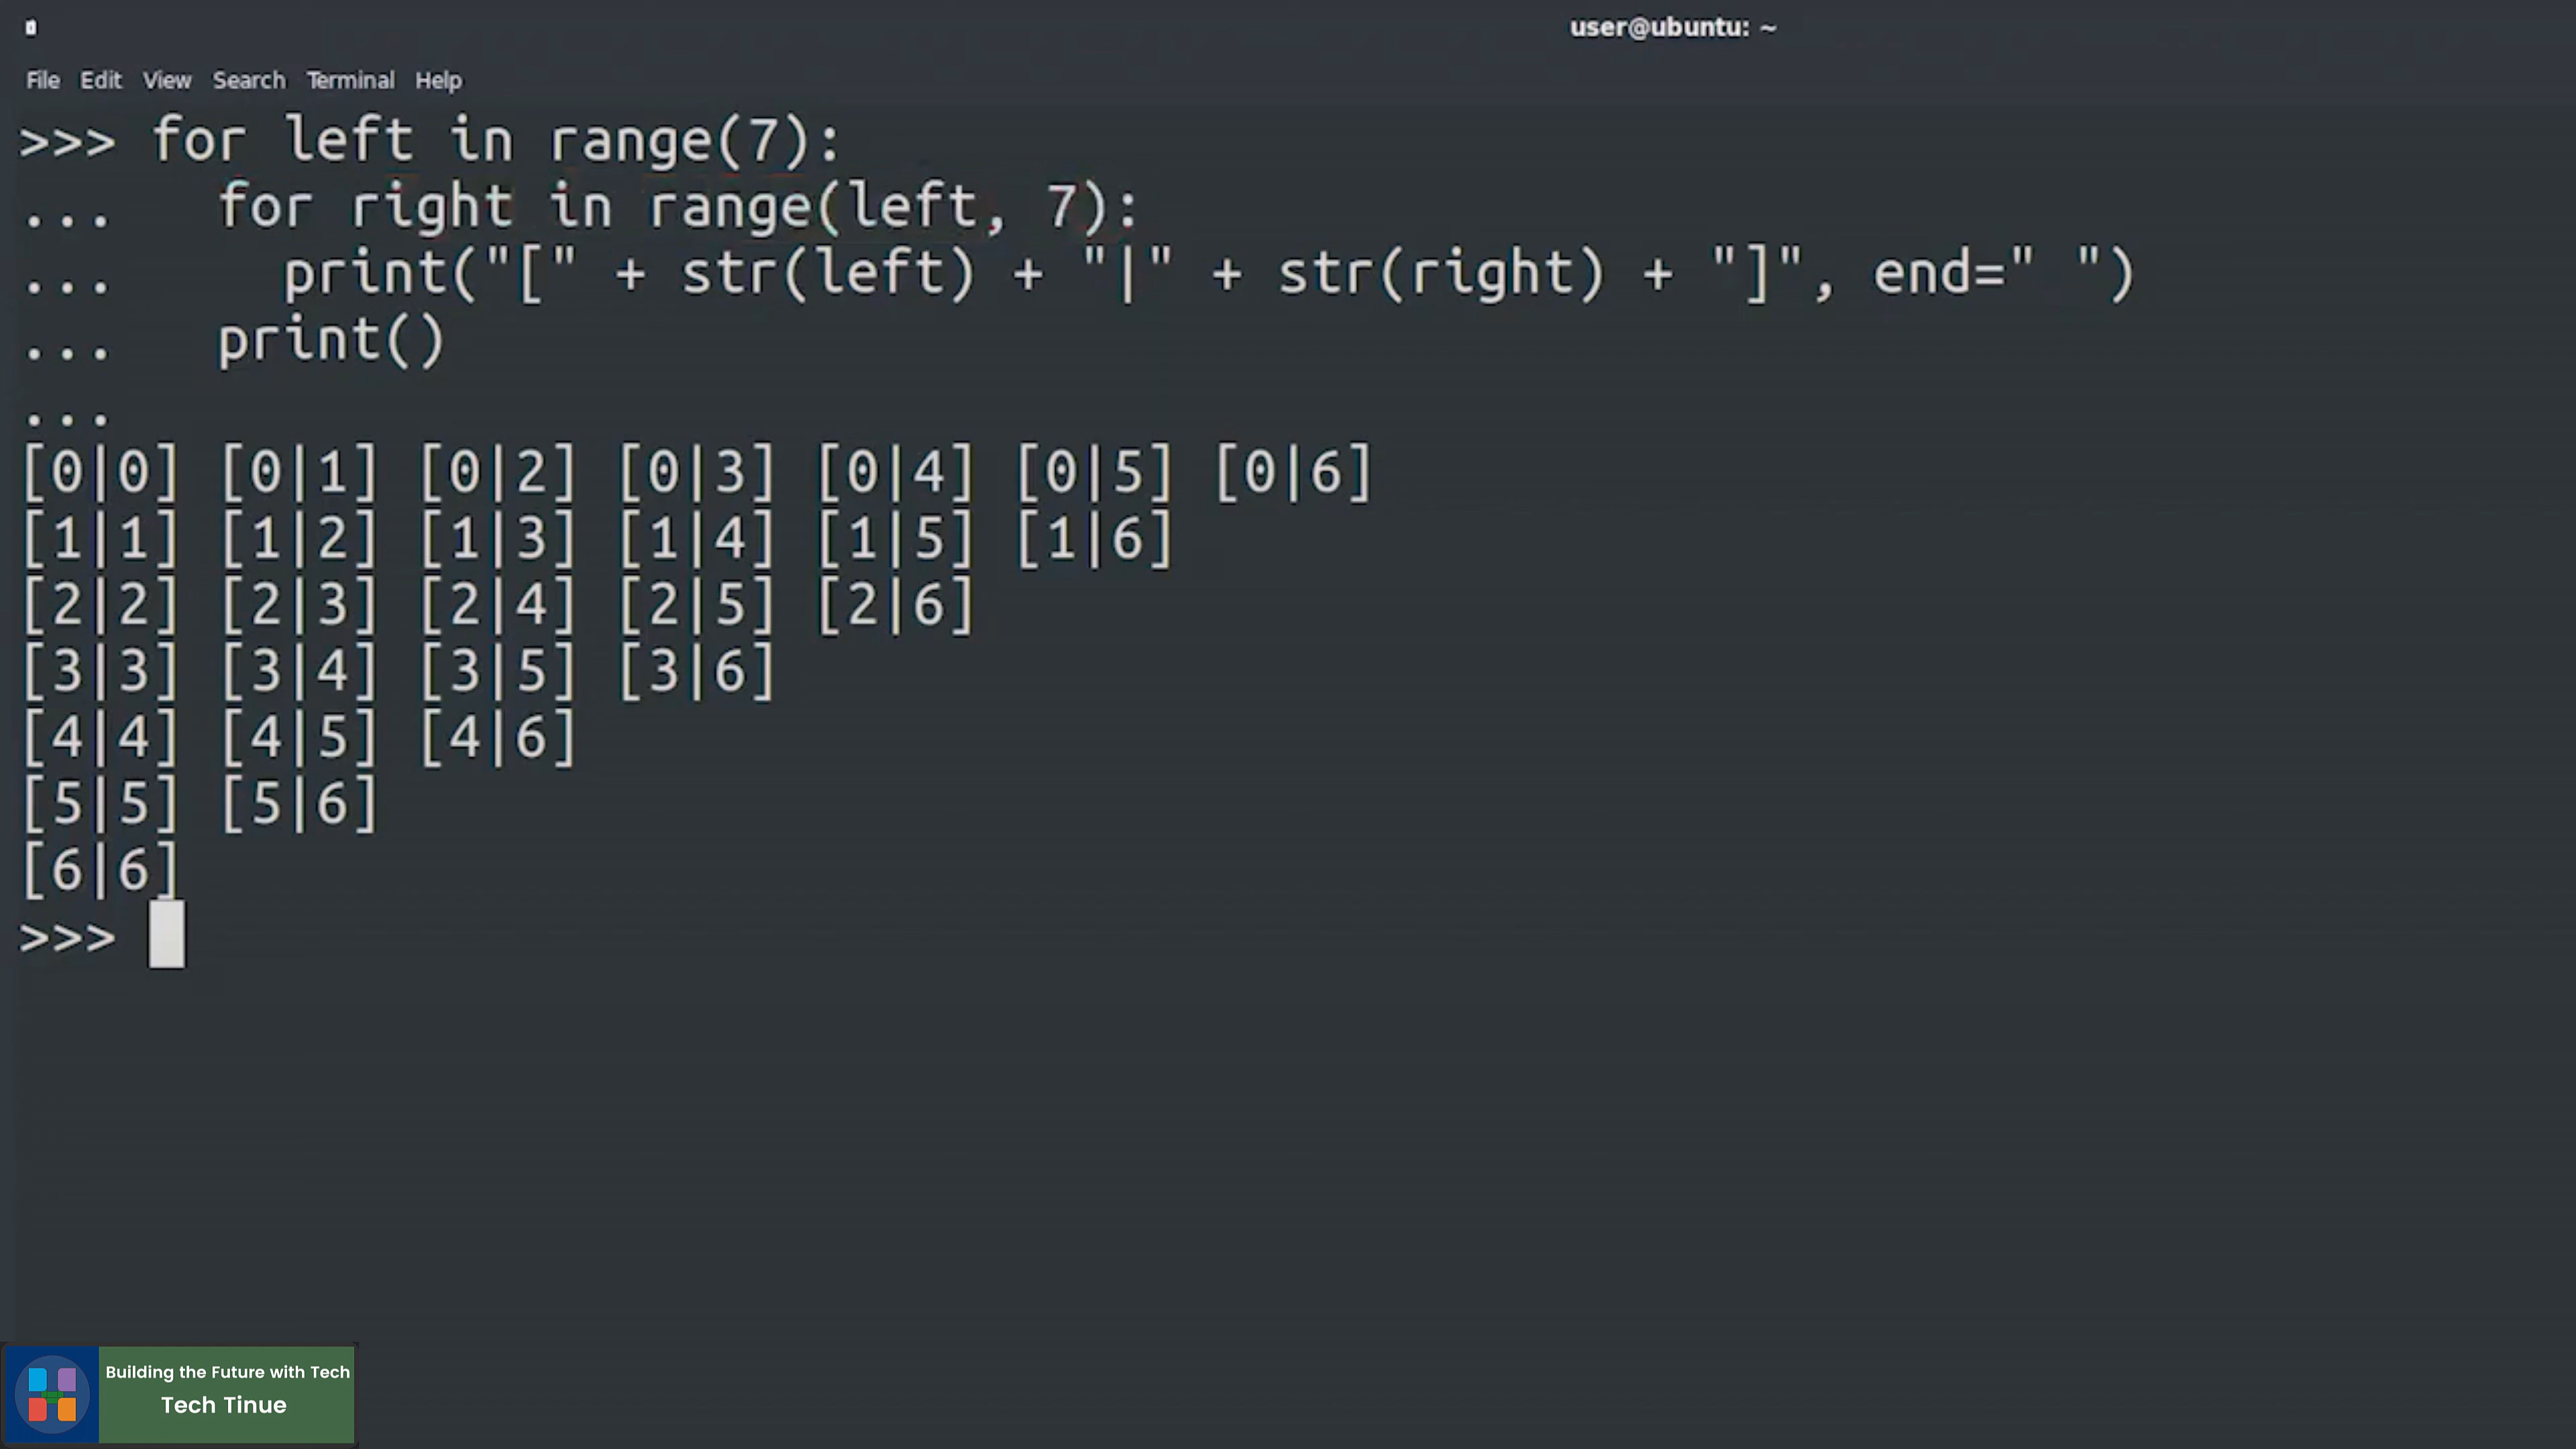 user@ubuntu: ~
File Edit View Search Terminal Help
>>> for left in range(7):
...   for right in range(left, 7):
...     print("[" + str(left) + "|" + str(right) + "]", end=" ")
...   print()
...
[0|0] [0|1] [0|2] [0|3] [0|4] [0|5] [0|6]
[1|1] [1|2] [1|3] [1|4] [1|5] [1|6]
[2|2] [2|3] [2|4] [2|5] [2|6]
[3|3] [3|4] [3|5] [3|6]
[4|4] [4|5] [4|6]
[5|5] [5|6]
[6|6]
>>>
Building the Future with Tech
Tech Tinue